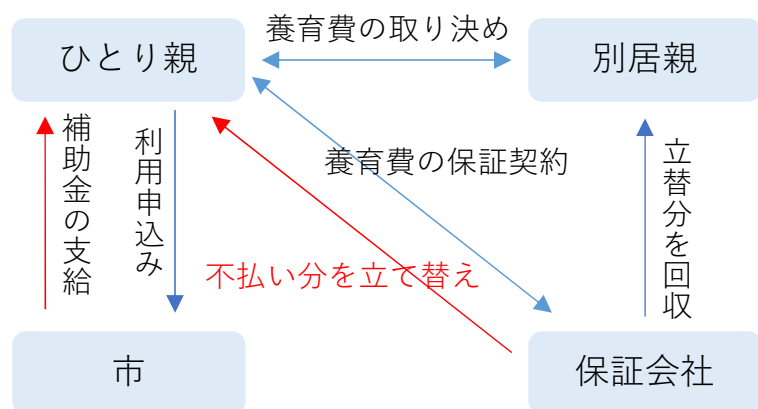 養育費の取り決め
ひとり親
別居親
補助金の支給
利用申込み
養育費の保証契約
立替分を回収
不払い分を立て替え
市
保証会社